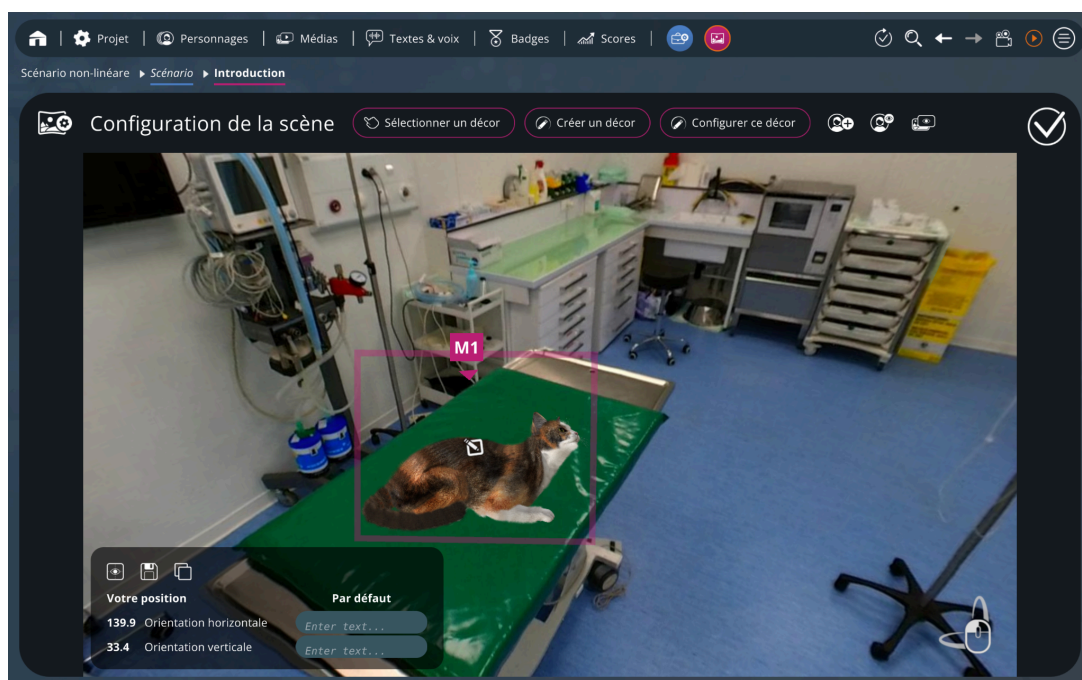 Projet | Personnages | Médias | Textes & voix | Badges | Scores |
Scénario non-linéare ▸ Scénario ▸ Introduction
Configuration de la scène Sélectionner un décor Créer un décor Configurer ce décor
M1
Votre position Par défaut
139.9 Orientation horizontale Enter text...
33.4 Orientation verticale Enter text...